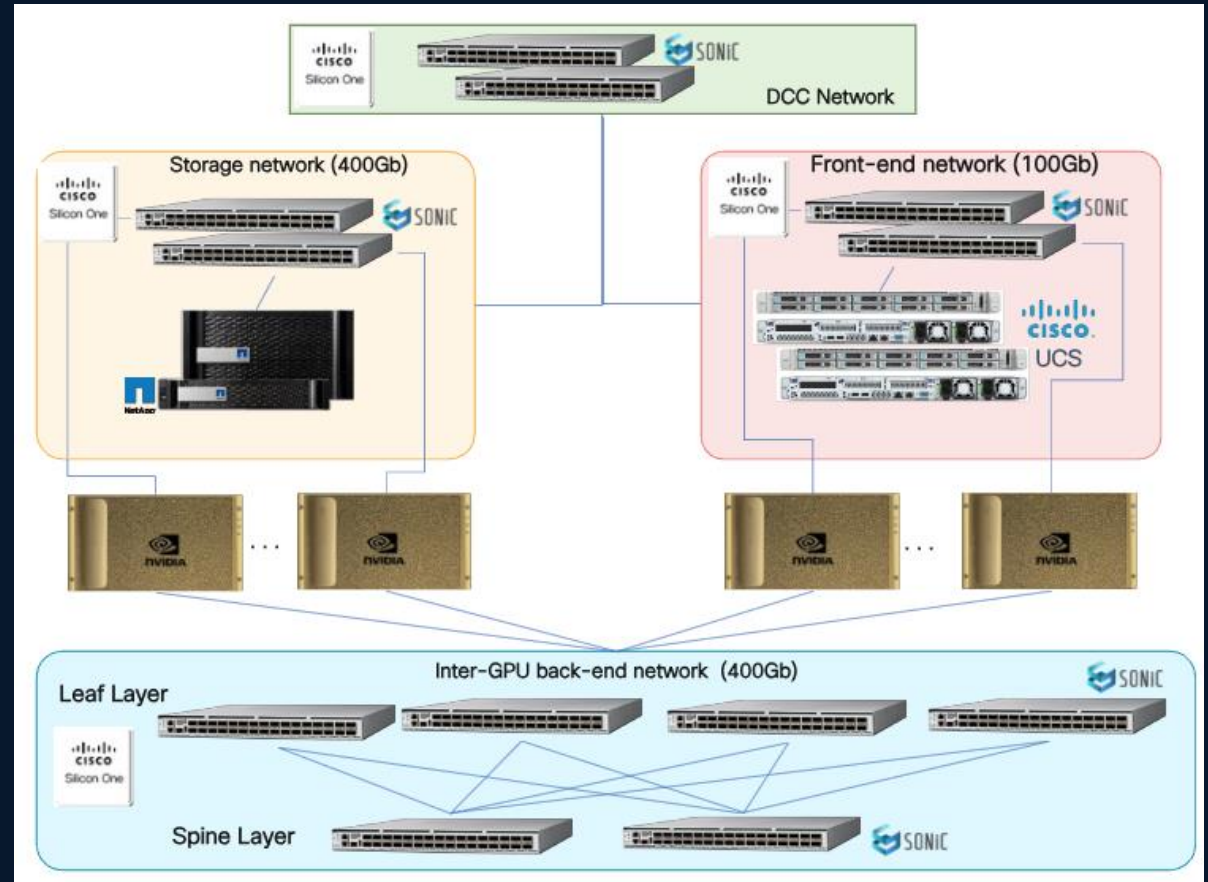 CISCO
Silicon One
SONiC
DCC Network
Storage network (400Gb)
CISCO
Silicon One
SONiC
NetApp
Front-end network (100Gb)
CISCO
Silicon One
SONiC
CISCO.
UCS
NVIDIA
...
NVIDIA
NVIDIA
...
NVIDIA
Inter-GPU back-end network (400Gb)
SONiC
Leaf Layer
CISCO
Silicon One
Spine Layer
SONiC